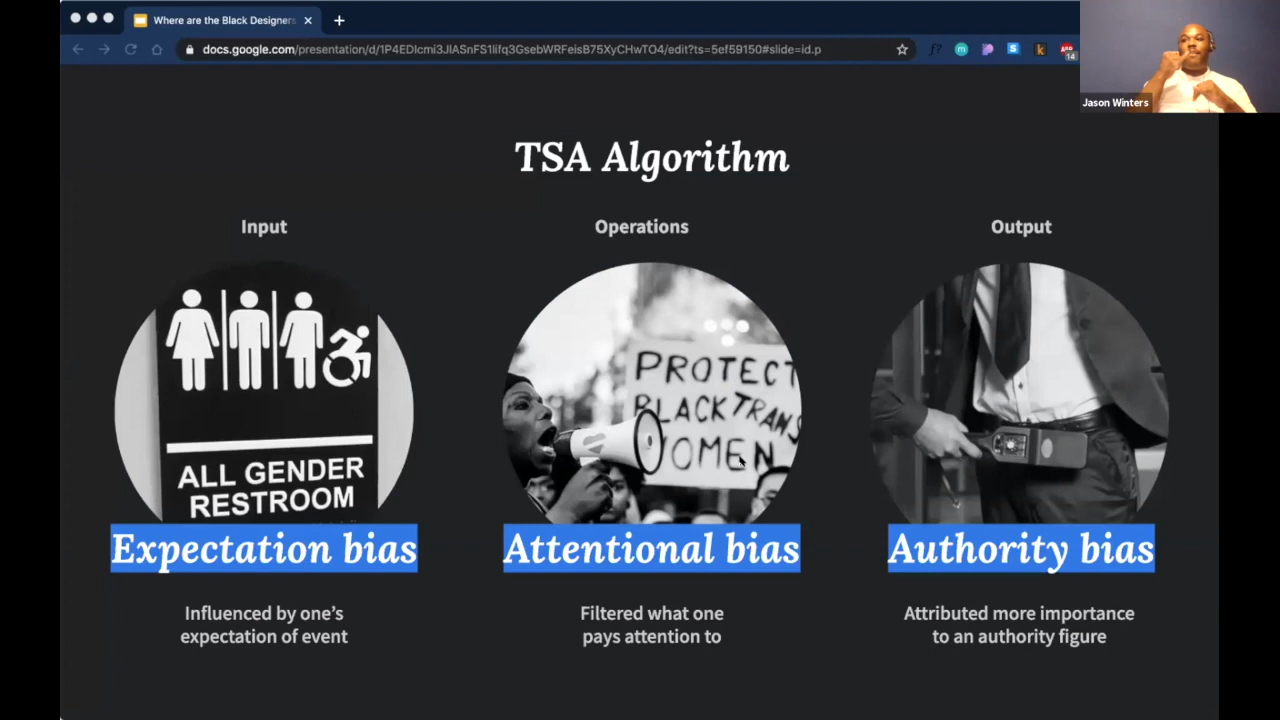 Where are the Black Designers
docs.google.com/presentation/d/1P4EDIcmi3JIASnFS1lifq3GsebWRFeisB75XyCHwTO4/edit?ts=5ef59150#slide=id.p
f?
m
S
k
14
Jason Winters
TSA Algorithm
Input
Operations
Output
ALL GENDER
RESTROOM
PROTECT
BLACK TRANS
WOMEN
Expectation bias
Attentional bias
Authority bias
Influenced by one's
expectation of event
Filtered what one
pays attention to
Attributed more importance
to an authority figure